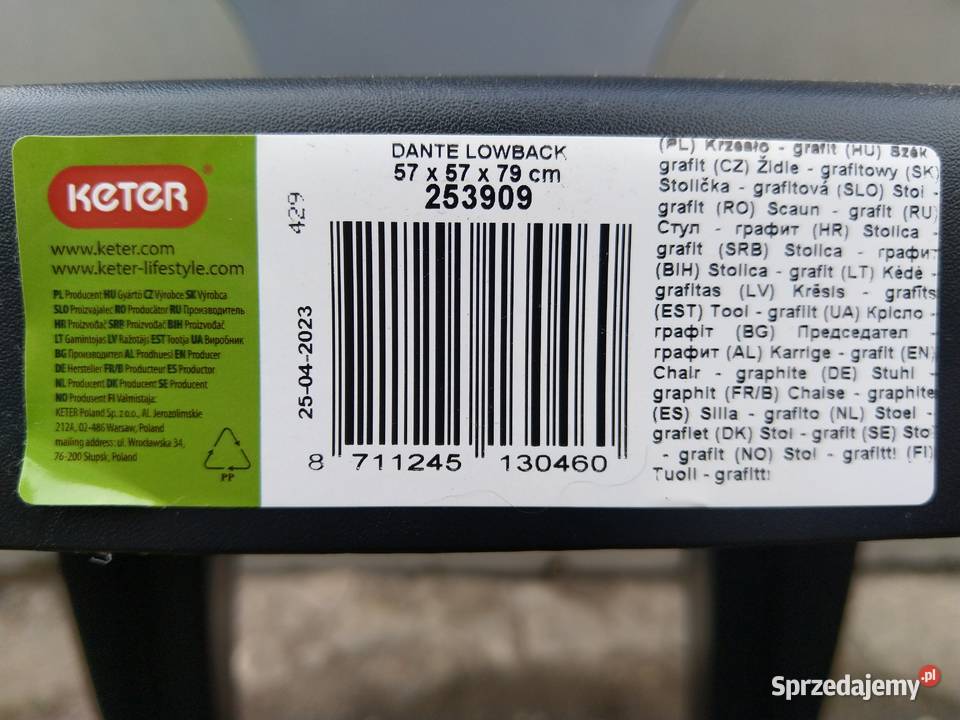 KETER
www.keter.com
www.keter-lifestyle.com
PL Producent HU Gyártó CZ Výrobce SK Výrobca
SLO Proizvajalec RO Producător RU Производитель
HR Proizvođač SRB Proizvođač BIH Proizvođač
LT Gamintojas LV Ražotājs EST Tootja UA Виробник
BG Производител AL Prodhuesi EN Producer
DE Hersteller FR/B Producteur ES Productor
NL Producent DK Producent SE Producent
NO Produsent FI Valmistaja:
KETER Poland Sp. z o.o., Al. Jerozolimskie
212A, 02-486 Warsaw, Poland
mailing address: ul. Wrocławska 34,
76-200 Słupsk, Poland
PP
429
25-04-2023
DANTE LOWBACK
57 x 57 x 79 cm
253909
8 711245 130460
(PL) Krzesło - grafit (HU) Szék
grafit (CZ) Židle - grafitowy (SK)
Stolička - grafitová (SLO) Stol -
grafit (RO) Scaun - grafit (RU)
Стул - графит (HR) Stolica -
grafit (SRB) Stolica - графит
(BIH) Stolica - grafit (LT) Kėdė -
grafitas (LV) Krēsls - grafīts
(EST) Tool - grafiit (UA) Крісло -
графіт (BG) Председател -
графит (AL) Karrige - grafit (EN)
Chair - graphite (DE) Stuhl -
graphit (FR/B) Chaise - graphite
(ES) Silla - grafito (NL) Stoel -
grafiet (DK) Stol - grafit (SE) Sto
- grafit (NO) Stol - grafitt! (FI)
Tuoli - grafitt!
Sprzedajemy.pl